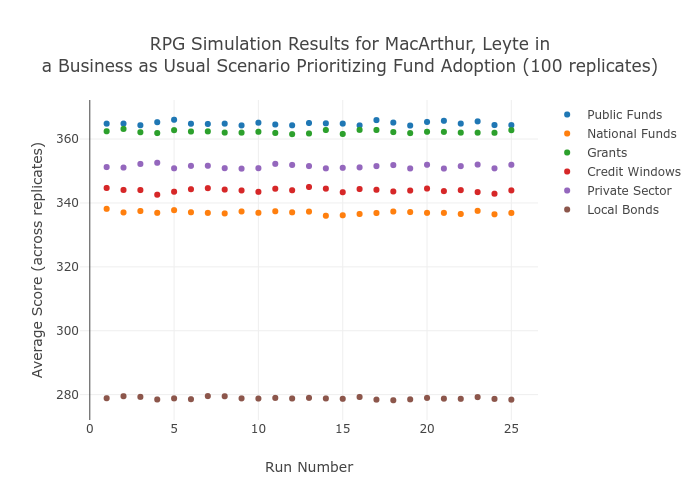 RPG Simulation Results for MacArthur, Leyte in
a Business as Usual Scenario Prioritizing Fund Adoption (100 replicates)
Public Funds
National Funds
Grants
Credit Windows
Private Sector
Local Bonds
Average Score (across replicates)
360
340
320
300
280
0
5
10
15
20
25
Run Number